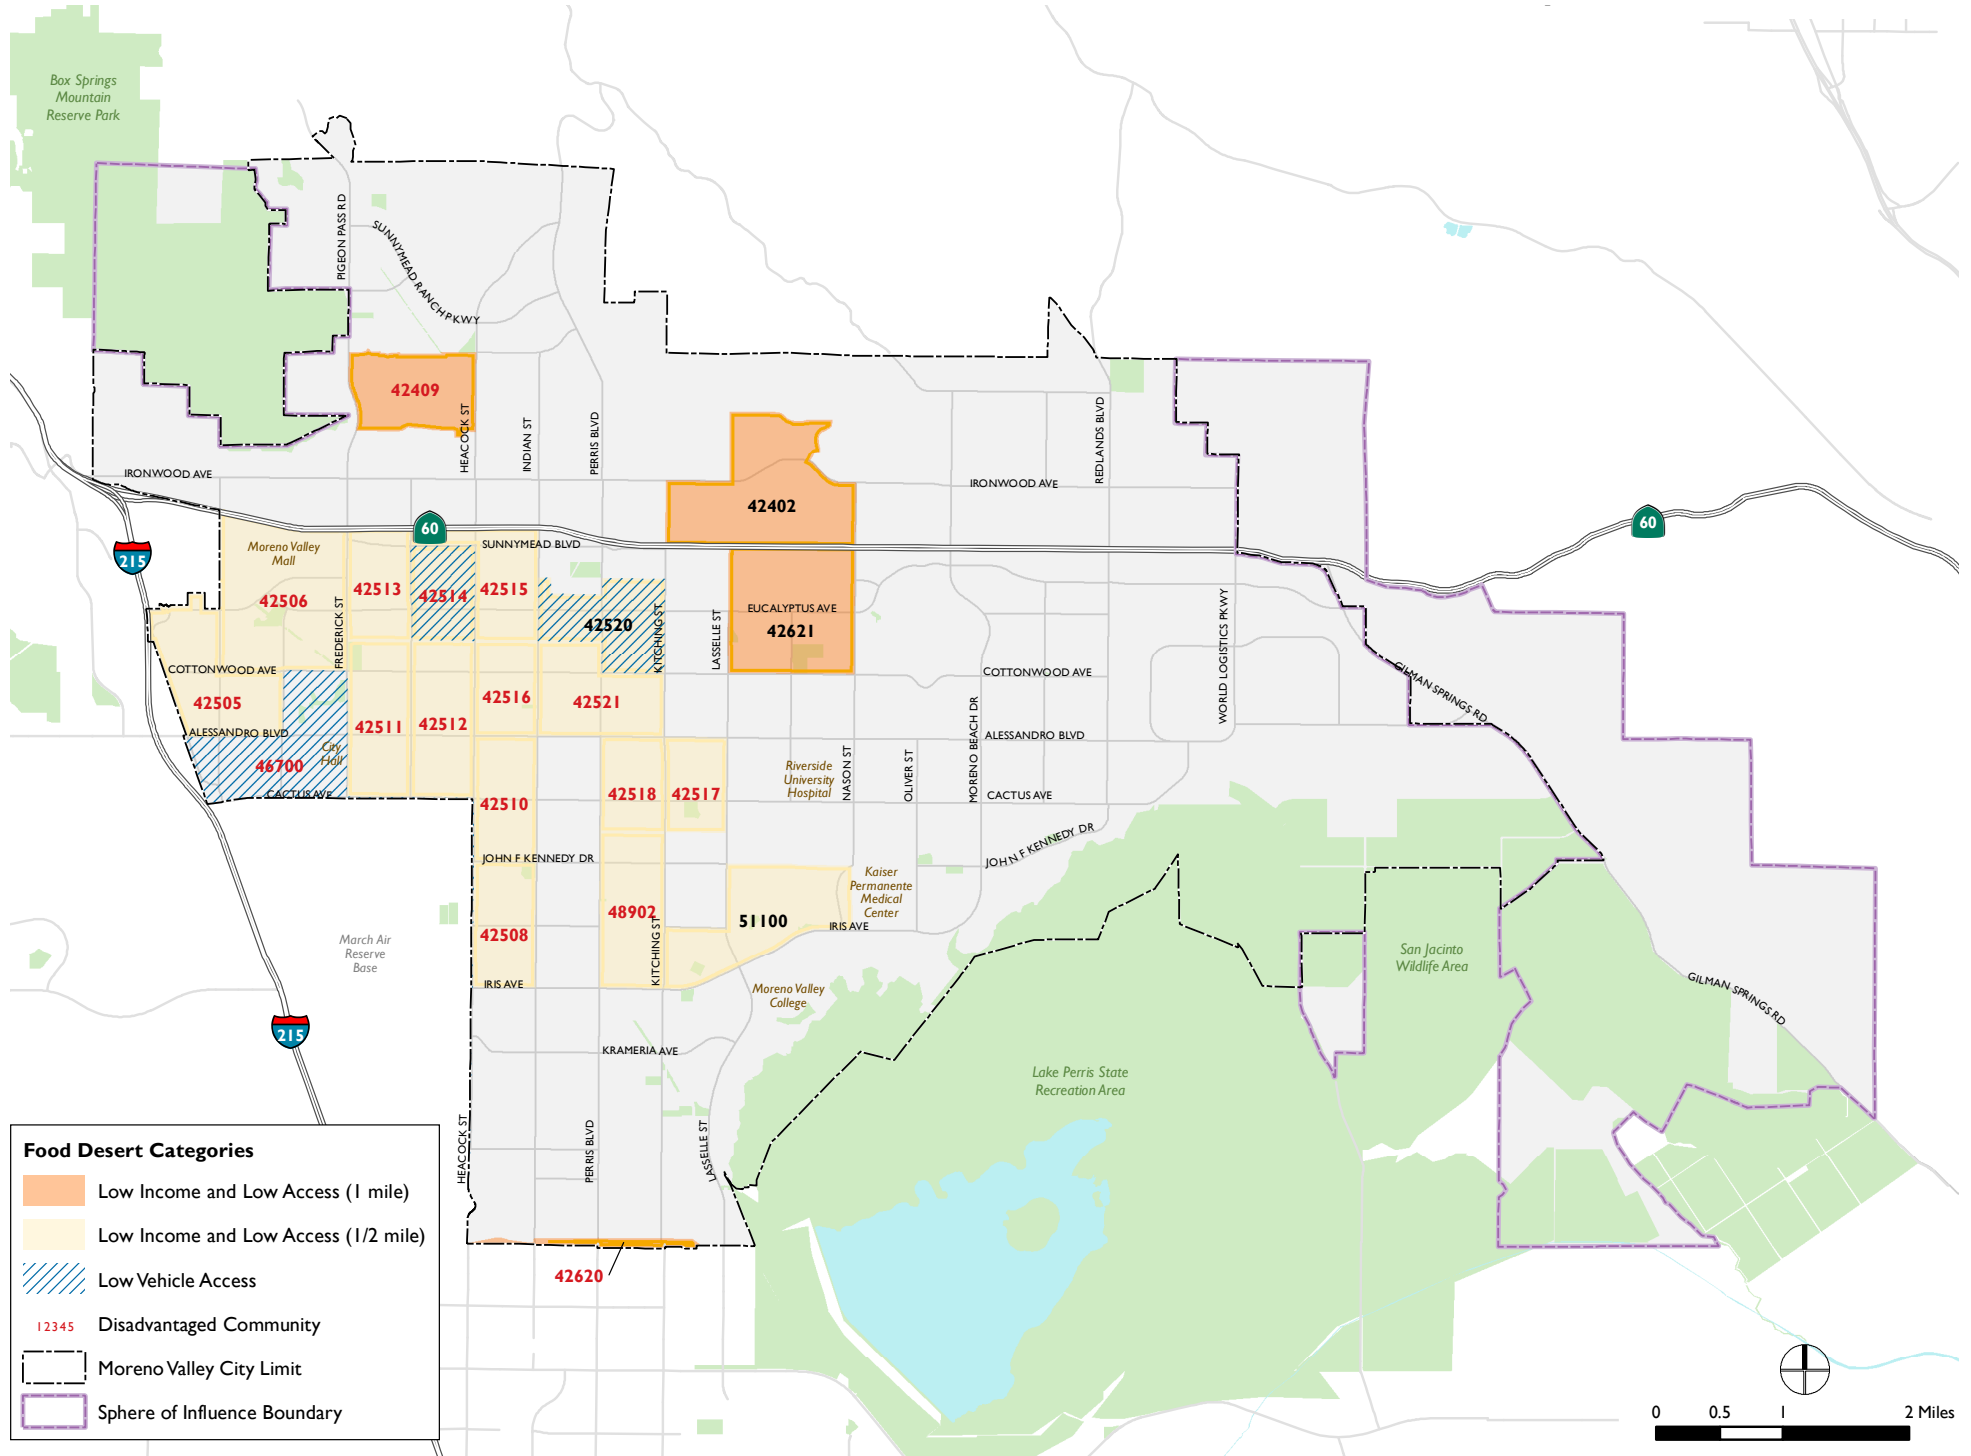 Box Springs
Mountain
Reserve Park
PIGEON PASS RD
SUNNYMEAD RANCH PKWY
42409
HEACOCK ST
INDIAN ST
PERRIS BLVD
REDLANDS BLVD
IRONWOOD AVE
IRONWOOD AVE
42402
60
60
215
SUNNYMEAD BLVD
Moreno Valley
Mall
42506
42513
42514
42515
42520
FREDERICK ST
KITCHING ST
LASSELLE ST
EUCALYPTUS AVE
42621
WORLD LOGISTICS PKWY
COTTONWOOD AVE
COTTONWOOD AVE
GILMAN SPRINGS RD
42505
42511
42512
42516
42521
ALESSANDRO BLVD
ALESSANDRO BLVD
City
Hall
46700
CACTUS AVE
CACTUS AVE
42510
42518
42517
Riverside
University
Hospital
NASON ST
OLIVER ST
MORENO BEACH DR
JOHN F KENNEDY DR
JOHN F KENNEDY DR
Kaiser
Permanente
Medical
Center
48902
51100
KITCHING ST
42508
IRIS AVE
IRIS AVE
March Air
Reserve
Base
San Jacinto
Wildlife Area
Moreno Valley
College
GILMAN SPRINGS RD
215
KRAMERIA AVE
Lake Perris State
Recreation Area
HEACOCK ST
PERRIS BLVD
LASSELLE ST
42620
Food Desert Categories
Low Income and Low Access (1 mile)
Low Income and Low Access (1/2 mile)
Low Vehicle Access
12345 Disadvantaged Community
Moreno Valley City Limit
Sphere of Influence Boundary
0 0.5 1 2 Miles